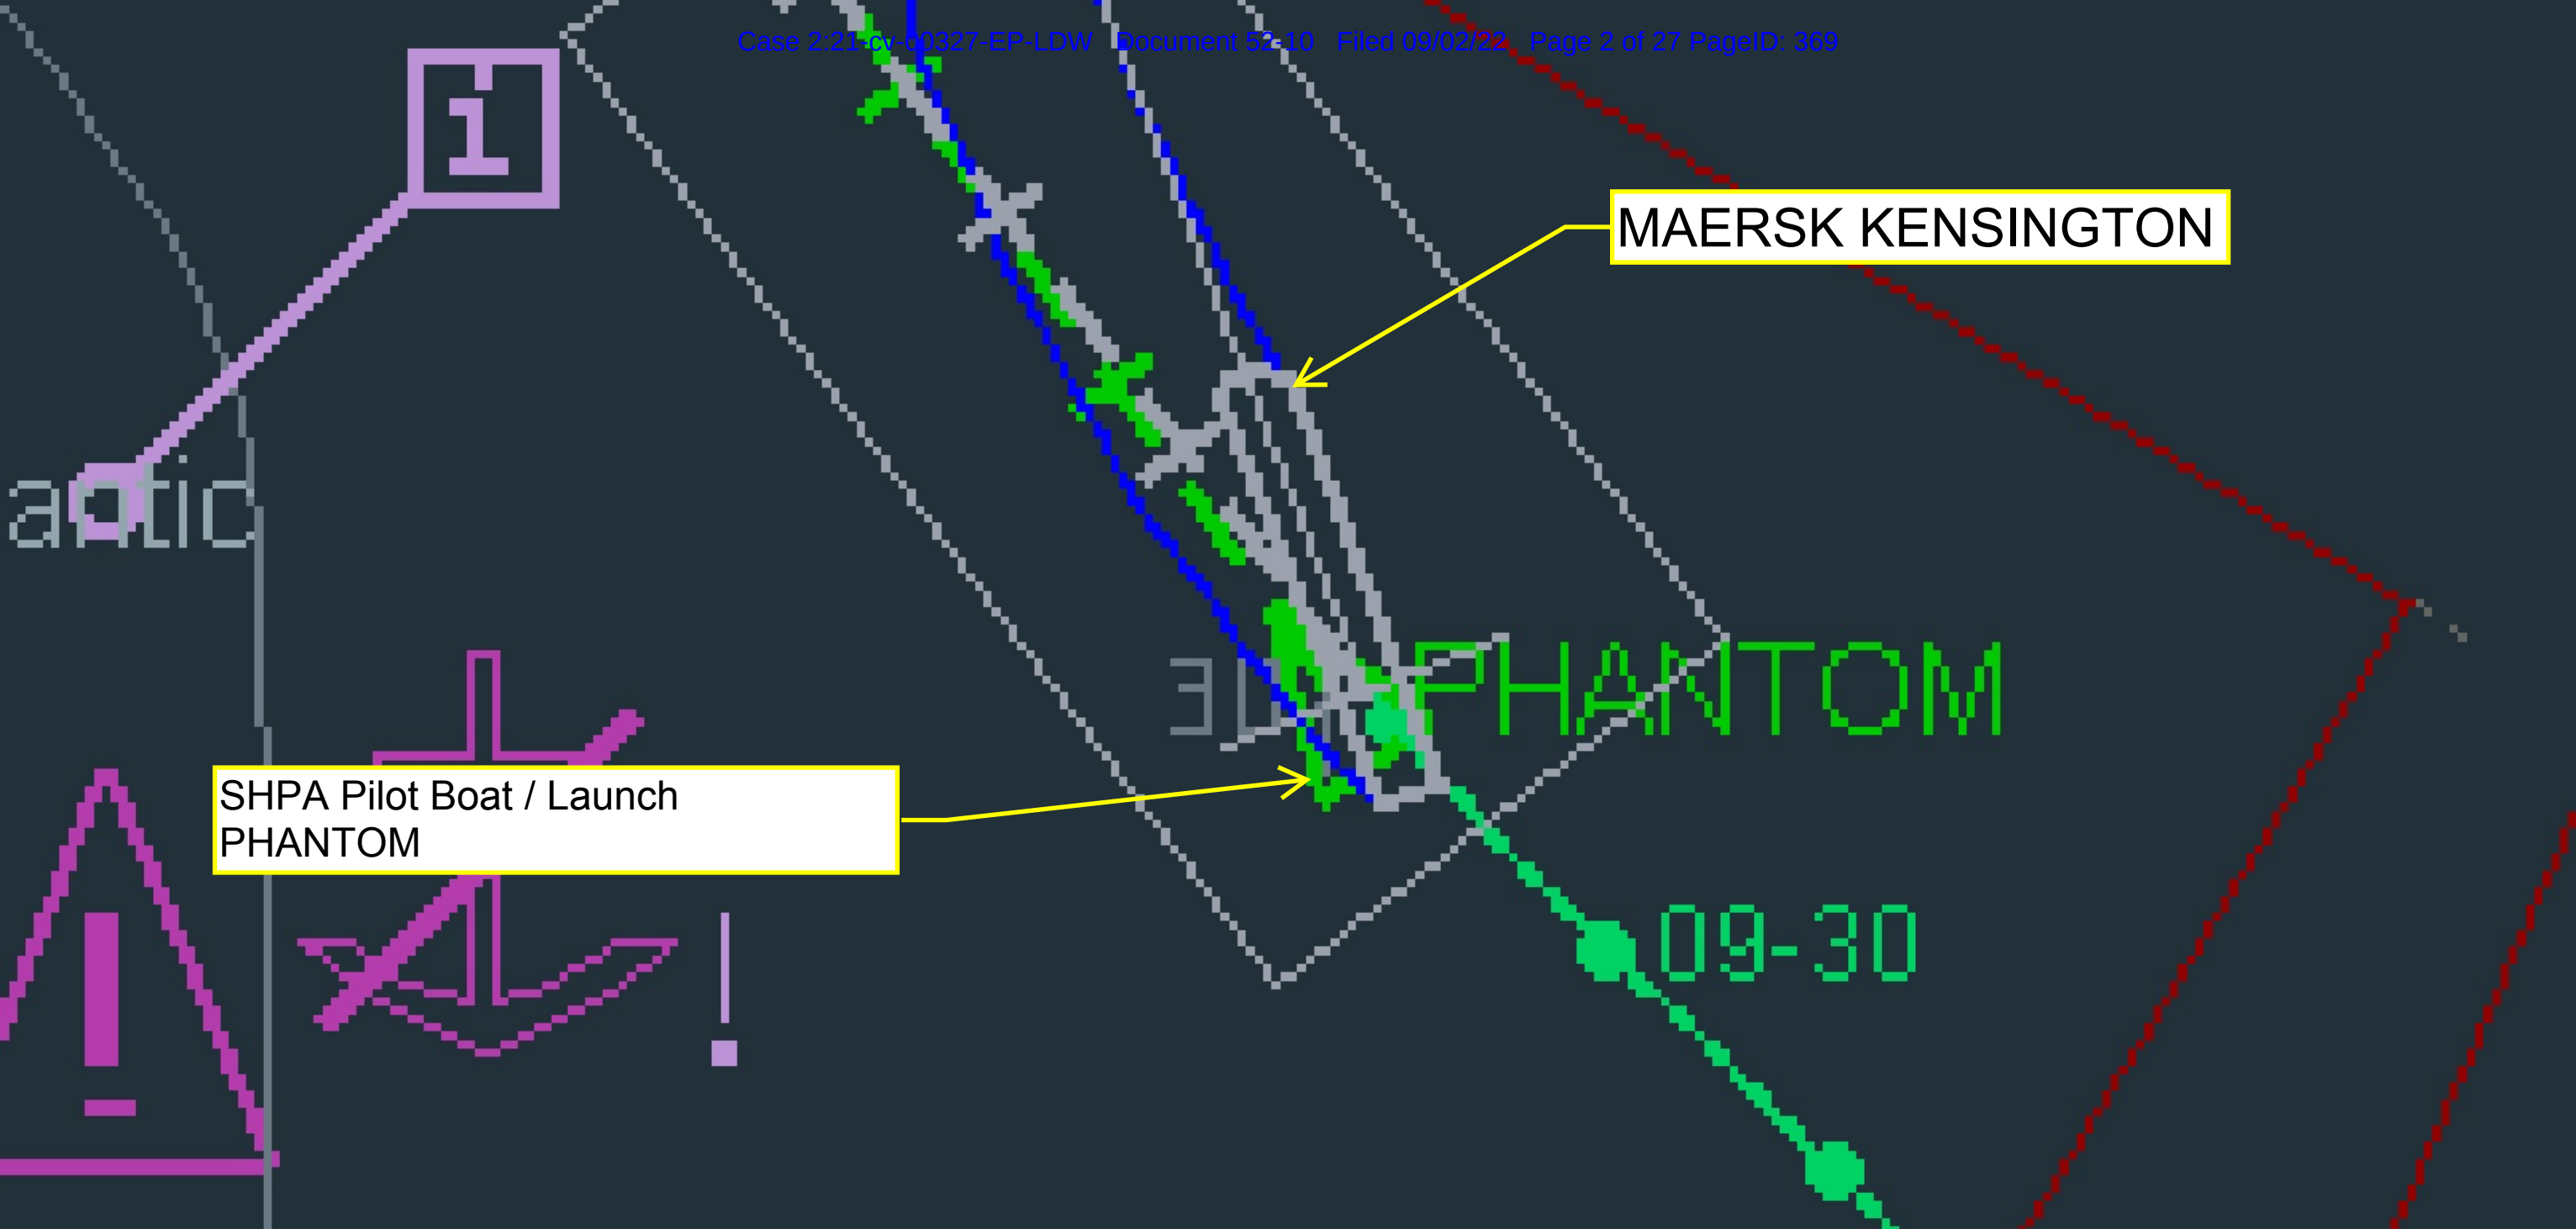 Case 2:21-cv-00327-EP-LDW Document 52-10 Filed 09/02/22 Page 2 of 27 PageID: 369
i
MAERSK KENSINGTON
antic
PHANTOM
SHPA Pilot Boat / Launch
PHANTOM
!
09-30
!